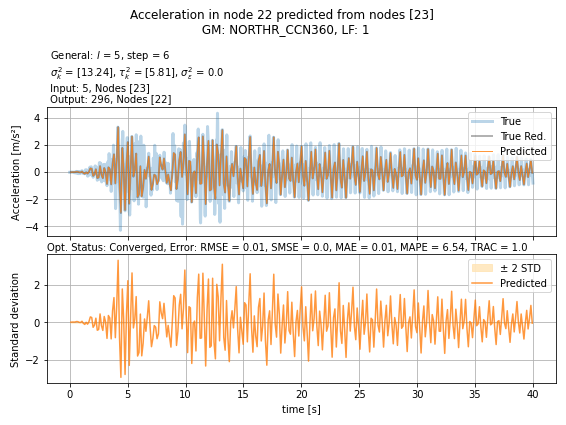 Acceleration in node 22 predicted from nodes [23]
GM: NORTHR_CCN360, LF: 1
General: l = 5, step = 6
σ²ₖ = [13.24], τ²ₖ = [5.81], σ²ₑ = 0.0
Input: 5, Nodes [23]
Output: 296, Nodes [22]
4
2
0
−2
−4
Acceleration [m/s²]
True
True Red.
Predicted
Opt. Status: Converged, Error: RMSE = 0.01, SMSE = 0.0, MAE = 0.01, MAPE = 6.54, TRAC = 1.0
2
0
−2
Standard deviation
± 2 STD
Predicted
0 5 10 15 20 25 30 35 40
time [s]